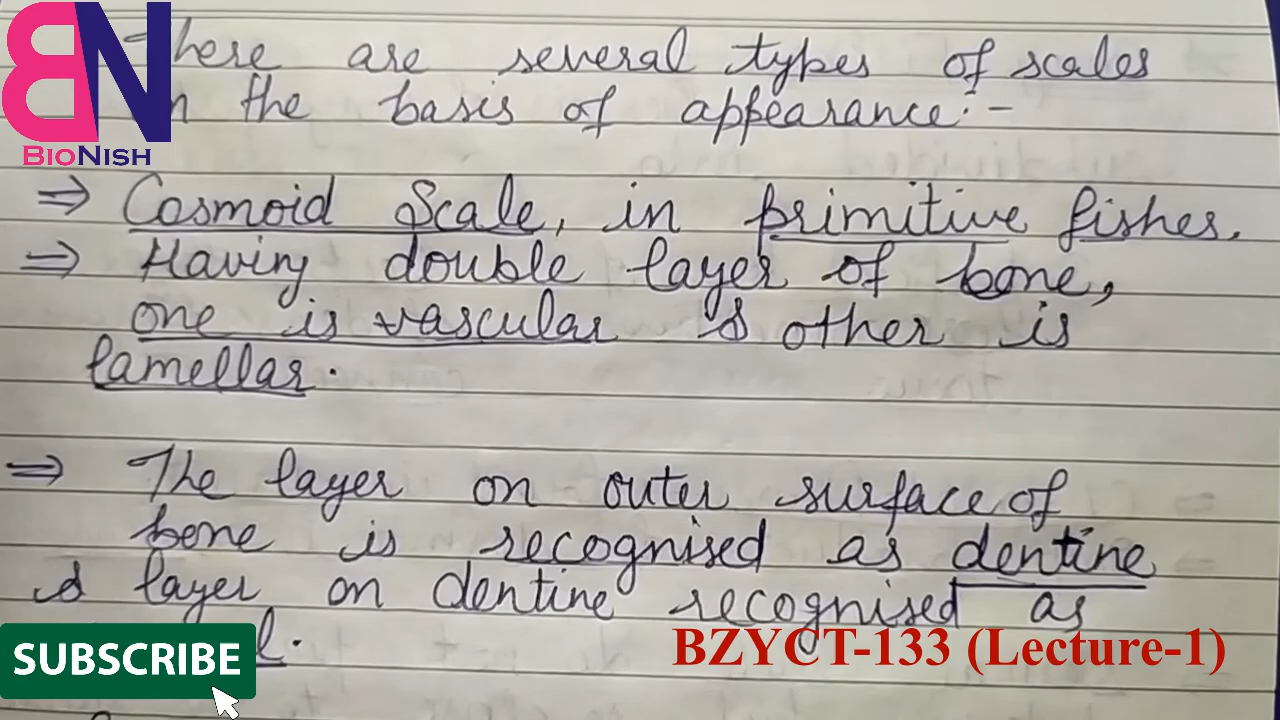 BN
BIONISH
There are several types of scales
the basis of appearance:-
⇒ Cosmoid Scale, in primitive fishes.
⇒ Having double layer of bone,
one is vascular & other is
lamellar.
⇒ The layer on outer surface of
bone is recognised as dentine
& layer on dentine recognised as
SUBSCRIBE
BZYCT-133 (Lecture-1)